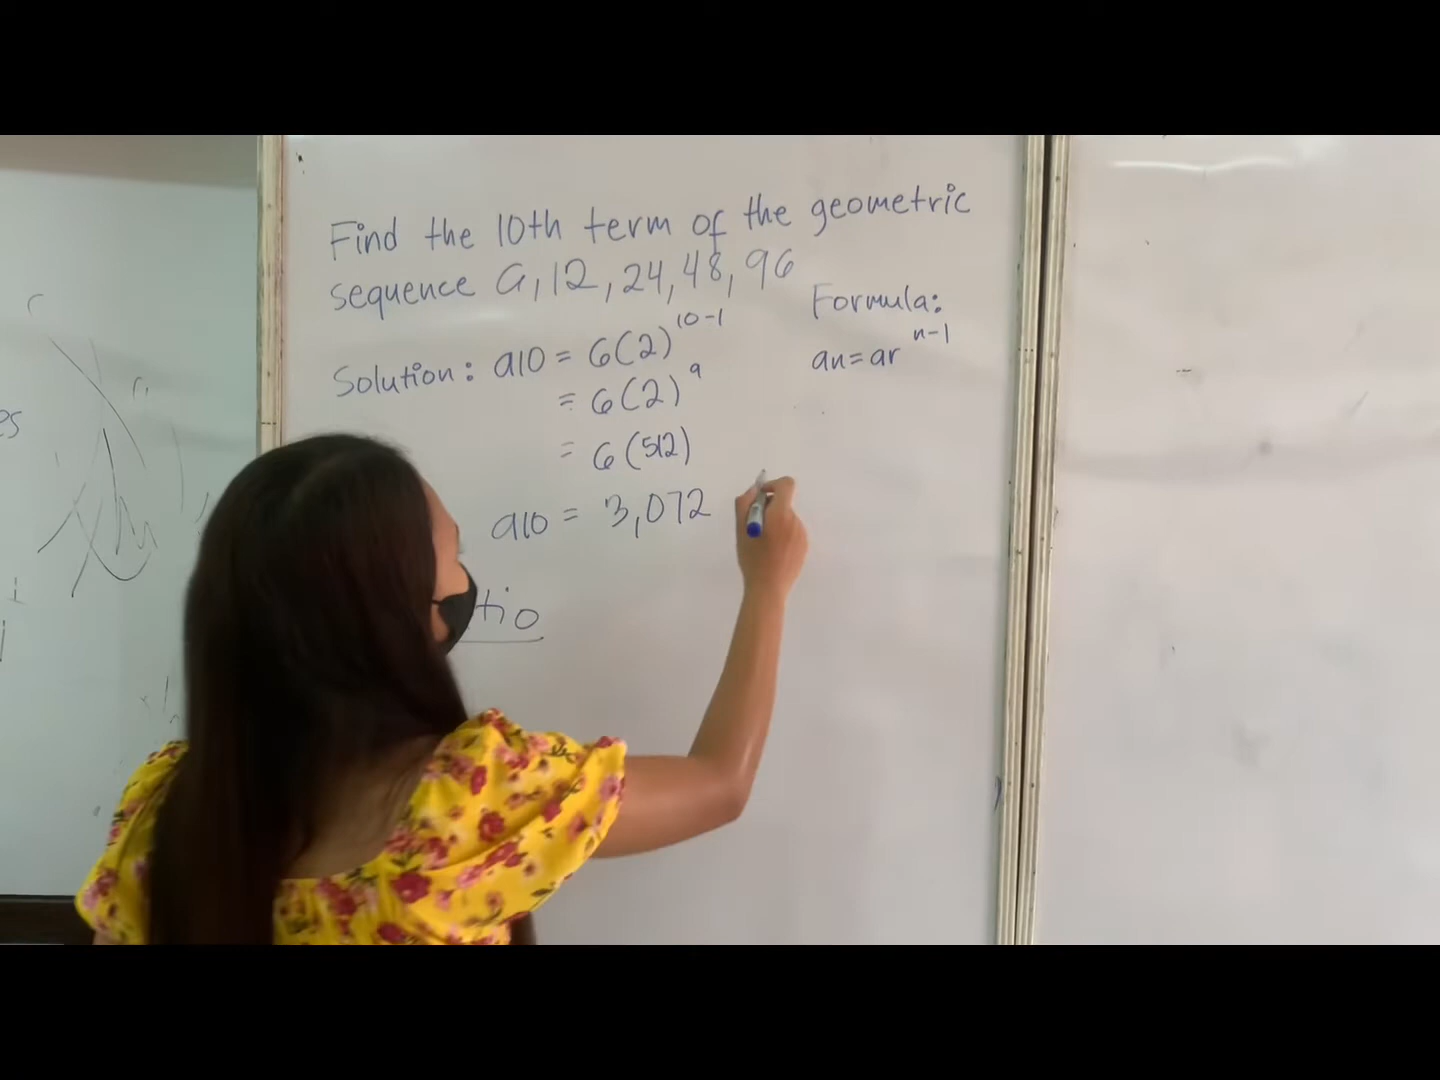 Find the 10th term of the geometric
sequence 6, 12, 24, 48, 96
Formula:
an = ar^n-1
Solution: a10 = 6(2)^10-1
= 6(2)^9
= 6(512)
a10 = 3,072
tio
es